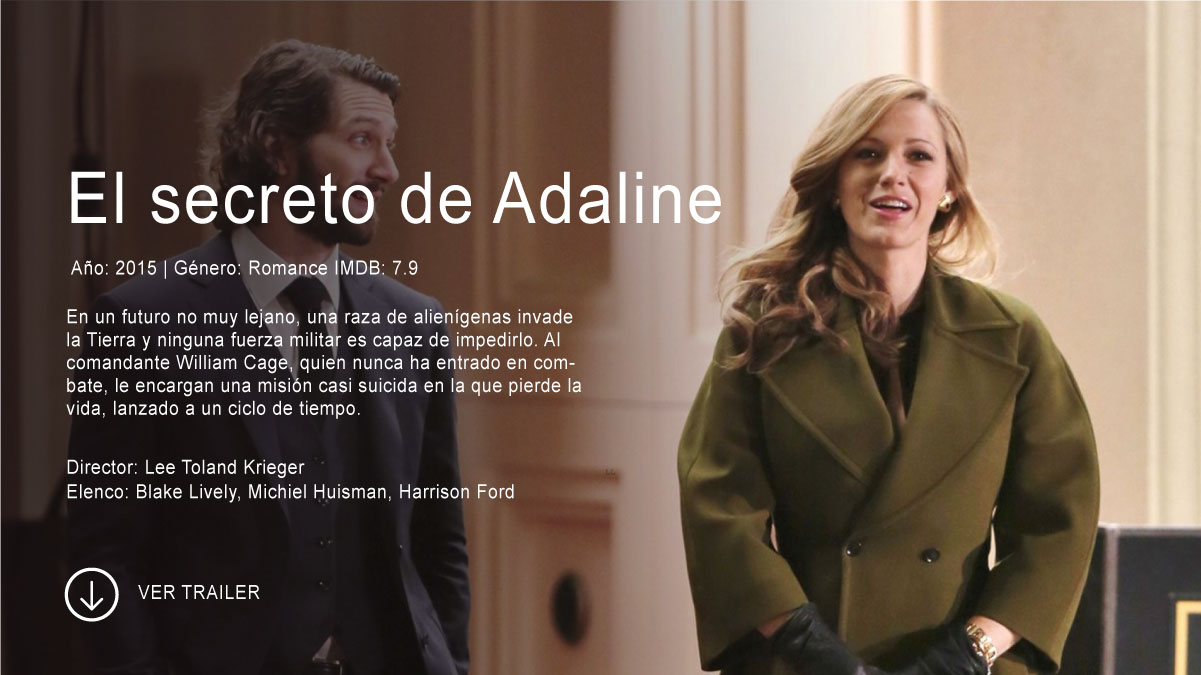 El secreto de Adaline
Año: 2015 | Género: Romance IMDB: 7.9
En un futuro no muy lejano, una raza de alienígenas invade
la Tierra y ninguna fuerza militar es capaz de impedirlo. Al
comandante William Cage, quien nunca ha entrado en com-
bate, le encargan una misión casi suicida en la que pierde la
vida, lanzado a un ciclo de tiempo.
Director: Lee Toland Krieger
Elenco: Blake Lively, Michiel Huisman, Harrison Ford
VER TRAILER